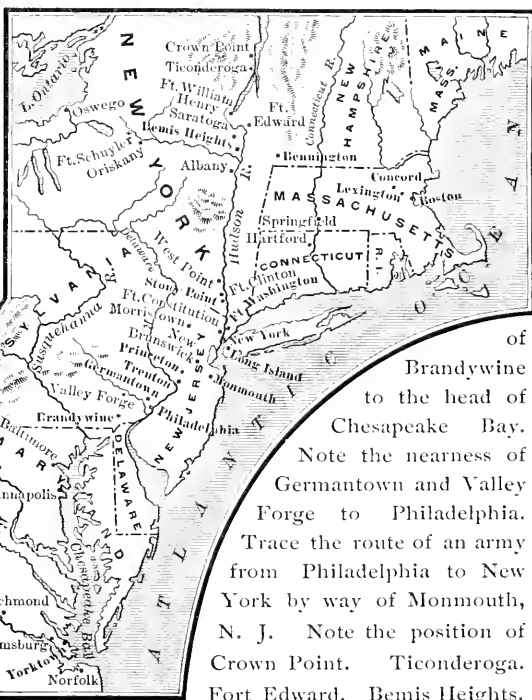 NEW YORK
Crown Point
Ticonderoga
Ft. William
Henry
Saratoga
Bemis Heights
Ft.
Edward
L. Ontario
Oswego
Ft. Schuyler
Oriskany
Albany
Bennington
Connecticut R.
NEW
HAMPSHIRE
MAINE
MASS.
Concord
Lexington
Boston
MASSACHUSETTS
Springfield
Hartford
CONNECTICUT
R.I.
Hudson R.
Delaware R.
West Point
Stony Point
Ft. Clinton
Ft. Washington
Ft. Constitution
Morristown
New
Brunswick
Princeton
Trenton
Germantown
Valley Forge
Brandywine
New York
Long Island
Monmouth
Philadelphia
NEW JERSEY
SYVANIA
Susquehanna R.
Baltimore
MAR
ND
DELAWARE
nnapolis
Chesapeake Bay
chmond
msburg
Yorktown
Norfolk
ATLANTIC OCEAN
of
Brandywine
to the head of
Chesapeake Bay.
Note the nearness of
Germantown and Valley
Forge to Philadelphia.
Trace the route of an army
from Philadelphia to New
York by way of Monmouth,
N. J. Note the position of
Crown Point. Ticonderoga.
Fort Edward. Bemis Heights.